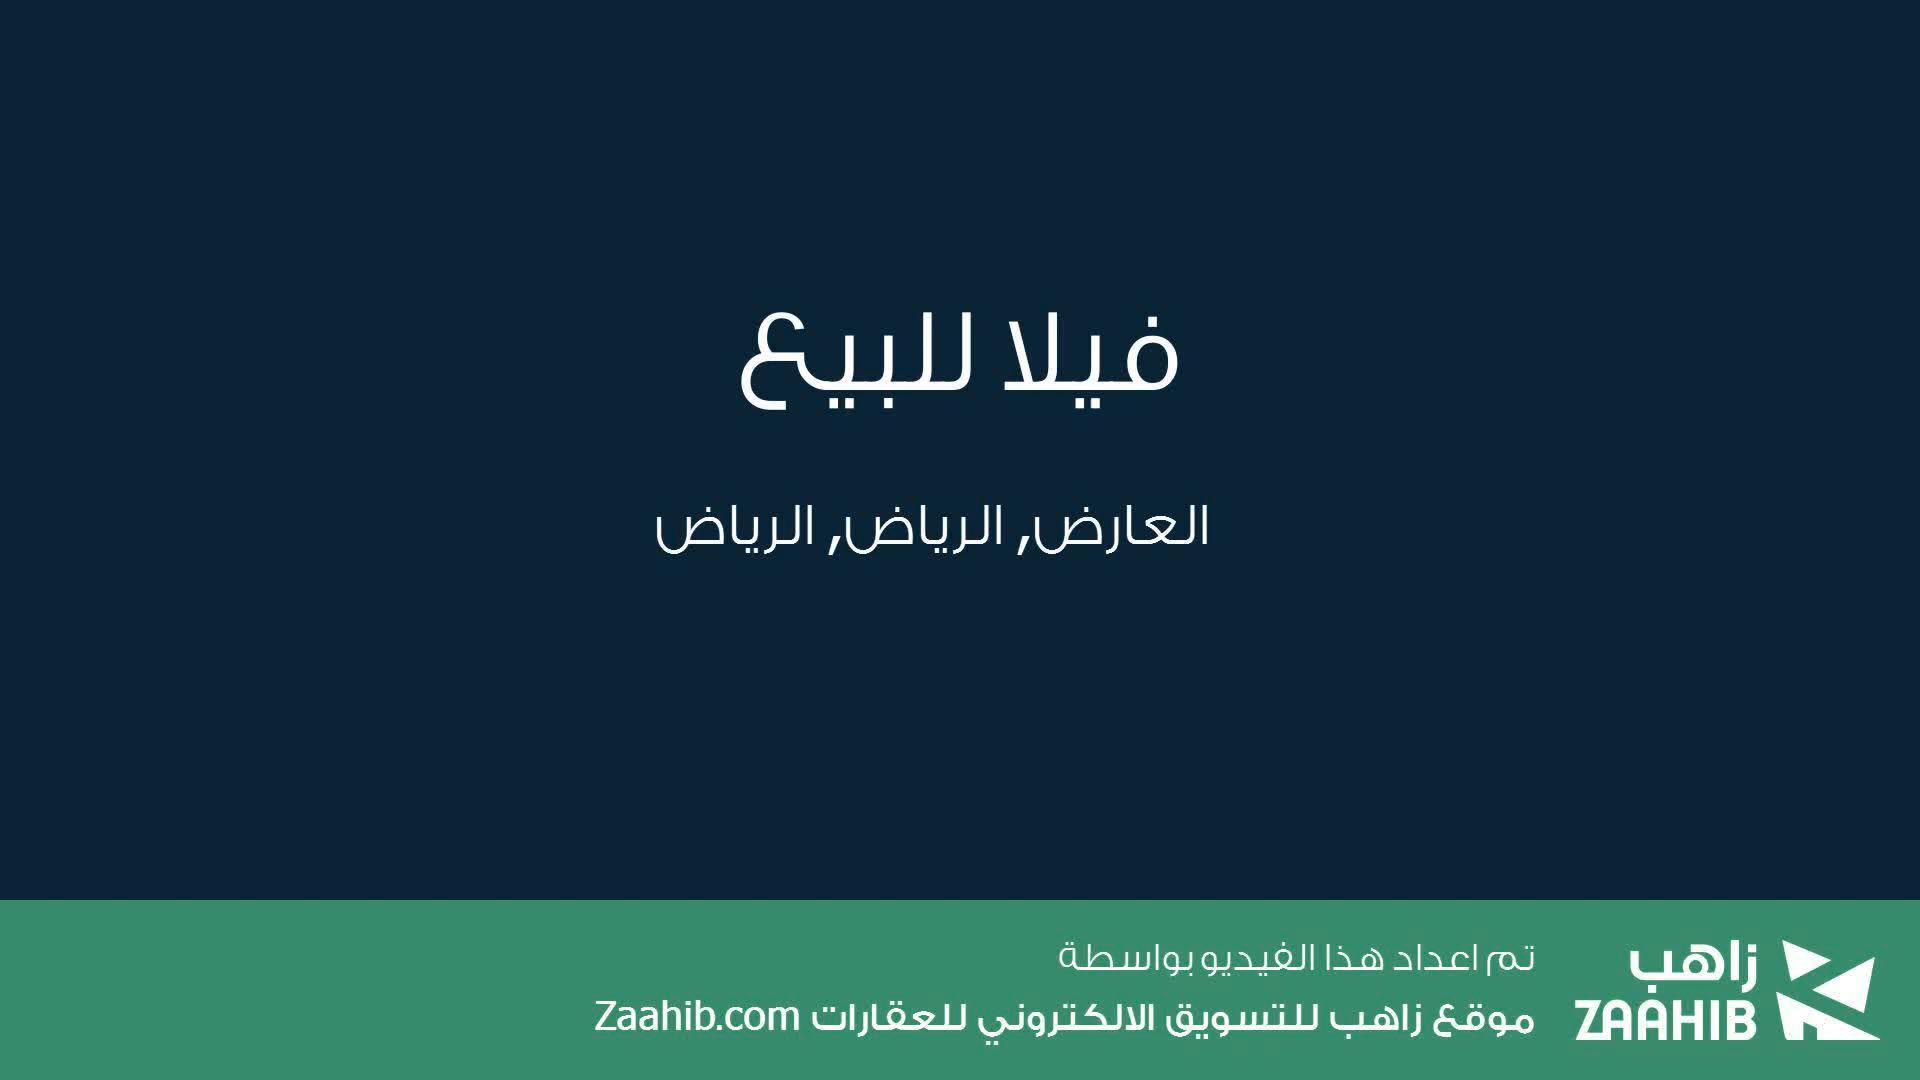 فيلا للبيع
العارض, الرياض, الرياض
تم اعداد هذا الفيديو بواسطة
موقع زاهب للتسويق الالكتروني للعقارات Zaahib.com
زاهب
ZAAHIB